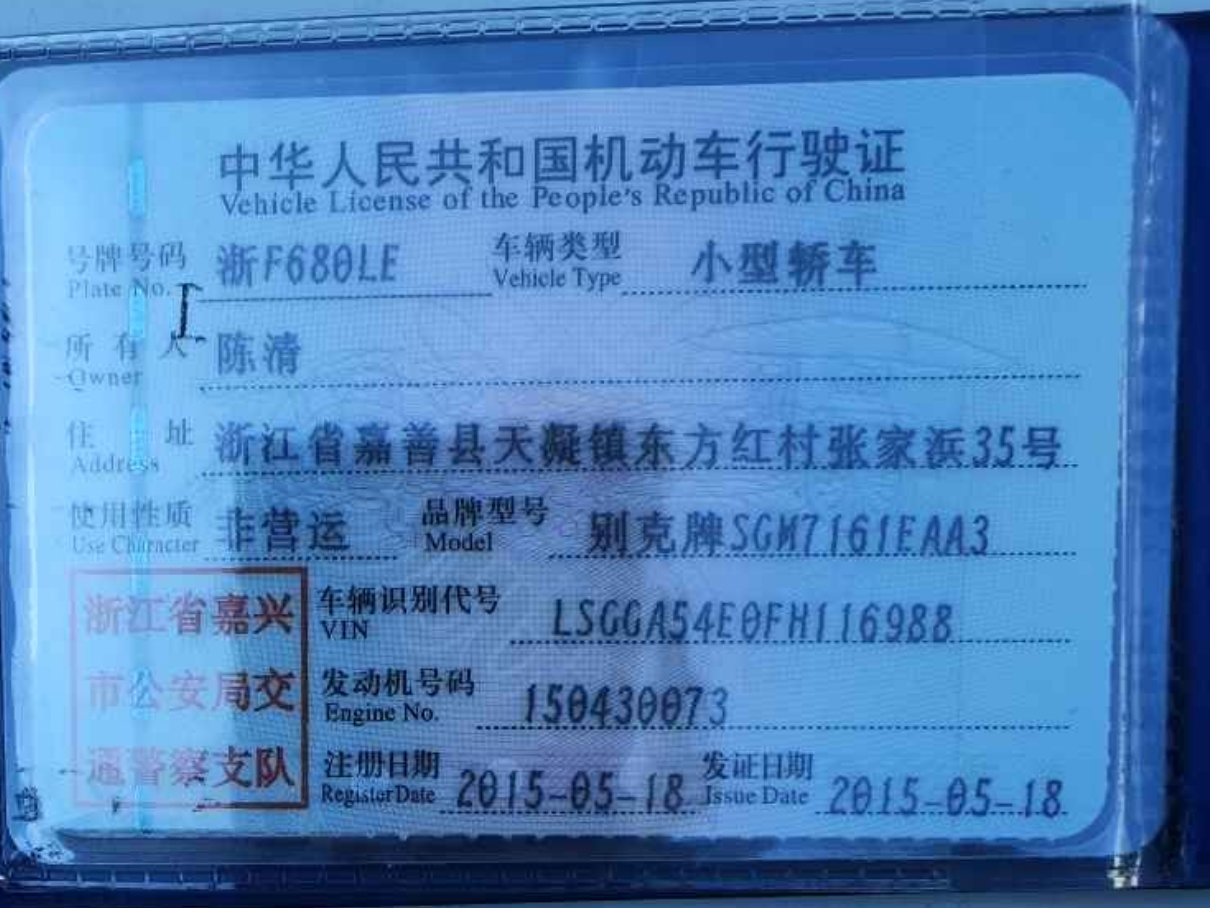 中华人民共和国机动车行驶证
Vehicle License of the People's Republic of China
号牌号码 浙F680LE 车辆类型 小型轿车
Plate No. Vehicle Type
所有人 陈清
Owner
住址 浙江省嘉善县天凝镇东方红村张家浜35号
Address
使用性质 非营运 品牌型号 别克牌SGM7161EAA3
Use Character Model
浙江省嘉兴 车辆识别代号 LSGGA54E0FH116988
VIN
市公安局交 发动机号码 150430073
Engine No.
通警察支队 注册日期 2015-05-18 发证日期 2015-05-18
Register Date Issue Date